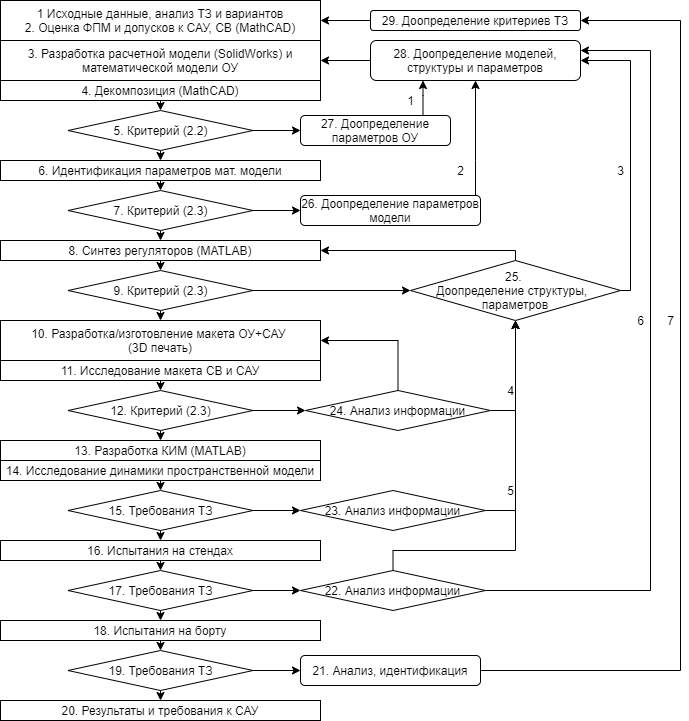 1 Исходные данные, анализ ТЗ и вариантов
2. Оценка ФПМ и допусков к САУ, СВ (MathCAD)
29. Доопределение критериев ТЗ
3. Разработка расчетной модели (SolidWorks) и
математической модели ОУ
28. Доопределение моделей,
структуры и параметров
4. Декомпозиция (MathCAD)
1
5. Критерий (2.2)
27. Доопределение
параметров ОУ
6. Идентификация параметров мат. модели
2
3
7. Критерий (2.3)
26. Доопределение параметров
модели
8. Синтез регуляторов (MATLAB)
9. Критерий (2.3)
25.
Доопределение структуры,
параметров
6
7
10. Разработка/изготовление макета ОУ+САУ
(3D печать)
11. Исследование макета СВ и САУ
4
12. Критерий (2.3)
24. Анализ информации
13. Разработка КИМ (MATLAB)
14. Исследование динамики пространственной модели
5
15. Требования ТЗ
23. Анализ информации
16. Испытания на стендах
17. Требования ТЗ
22. Анализ информации
18. Испытания на борту
19. Требования ТЗ
21. Анализ, идентификация
20. Результаты и требования к САУ